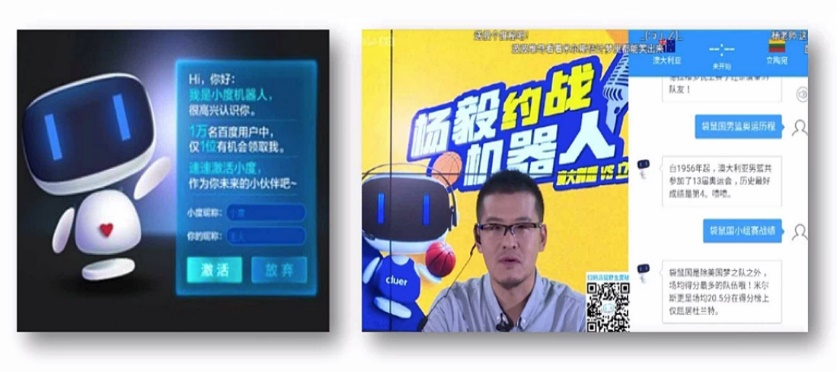 Hi，你好：
我是小度机器人，
很高兴认识你。
1万名百度用户中，
仅1位有机会领取我。
速速激活小度，
作为你未来的小伙伴吧~
小度昵称：
你的昵称：
激活
放弃
杨毅约战
机器人
VS
cluer
澳大利亚
未开始
立陶宛
队友！
袋鼠国男篮奥运历程
自1956年起，澳大利亚男篮共
参加了13届奥运会，历史最好
成绩是第4。喷喷。
袋鼠国小组赛战绩
袋鼠国是除美国梦之队之外，
场均得分最多的队伍哦！米尔
斯更是场均20.5分在得分榜上
仅屈居杜兰特。